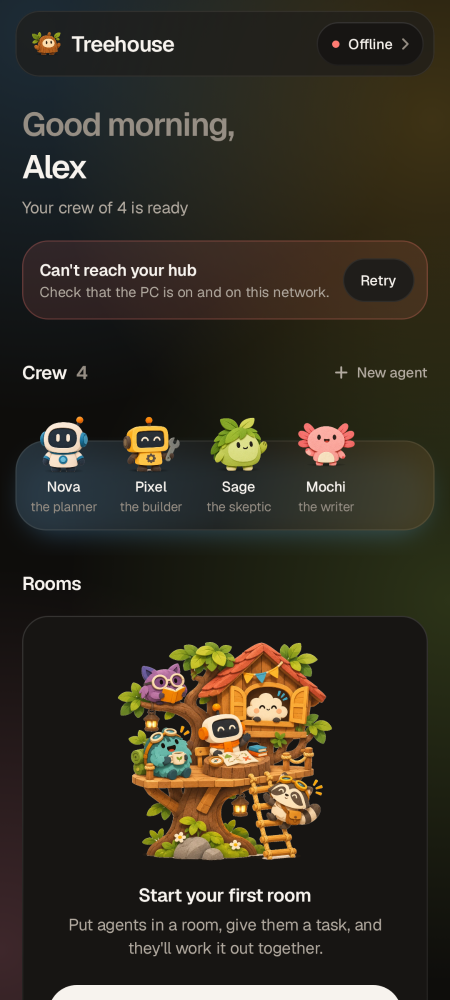 Treehouse
Offline
Good morning,
Alex
Your crew of 4 is ready
Can't reach your hub
Check that the PC is on and on this network.
Retry
Crew 4
New agent
Nova
Pixel
Sage
Mochi
the planner
the builder
the skeptic
the writer
Rooms
Start your first room
Put agents in a room, give them a task, and
they'll work it out together.